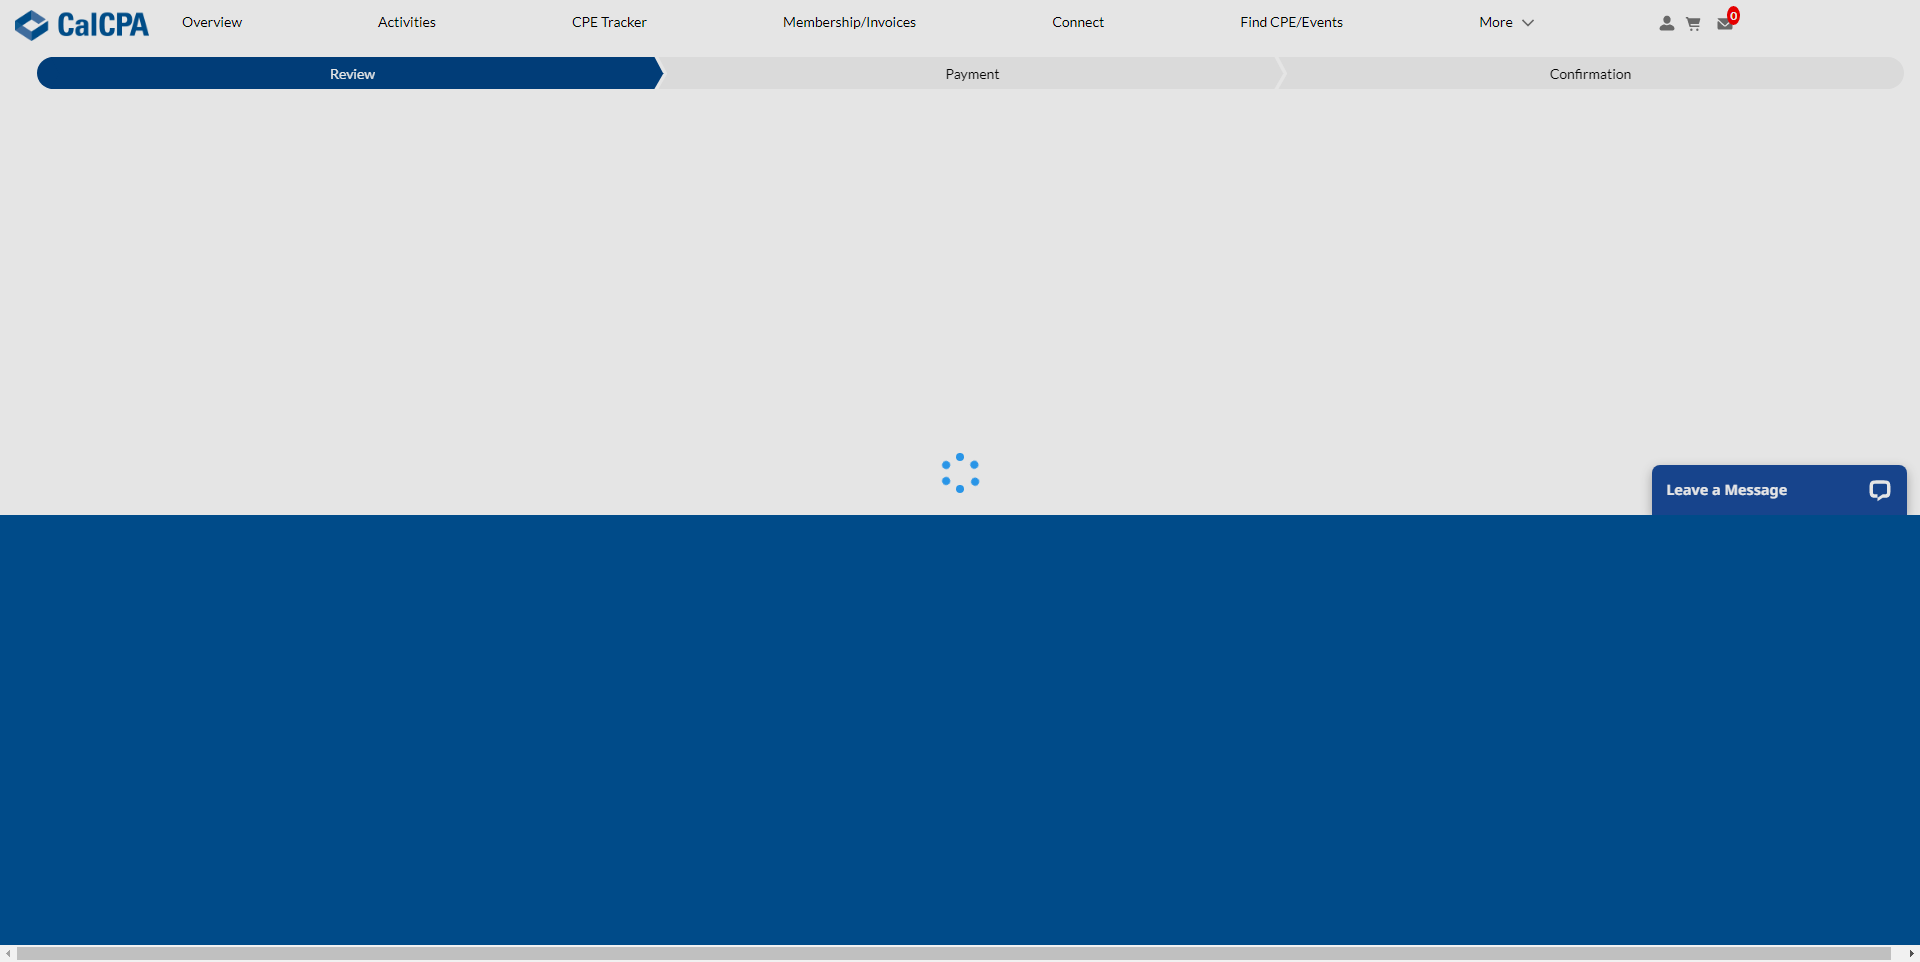 CalCPA
Overview
Activities
CPE Tracker
Membership/Invoices
Connect
Find CPE/Events
More
0
Review
Payment
Confirmation
Leave a Message